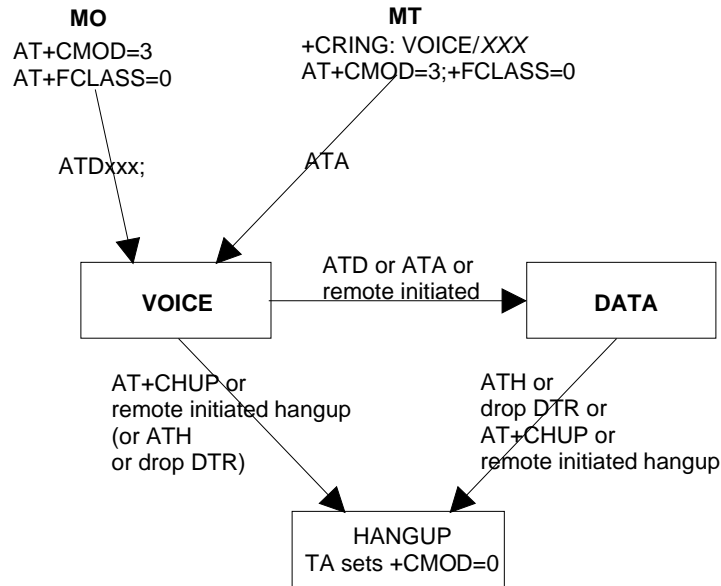 MO
AT+CMOD=3
AT+FCLASS=0
MT
+CRING: VOICE/XXX
AT+CMOD=3;+FCLASS=0
ATDxxx;
ATA
VOICE
ATD or ATA or
remote initiated
DATA
AT+CHUP or
remote initiated hangup
(or ATH
or drop DTR)
ATH or
drop DTR or
AT+CHUP or
remote initiated hangup
HANGUP
TA sets +CMOD=0